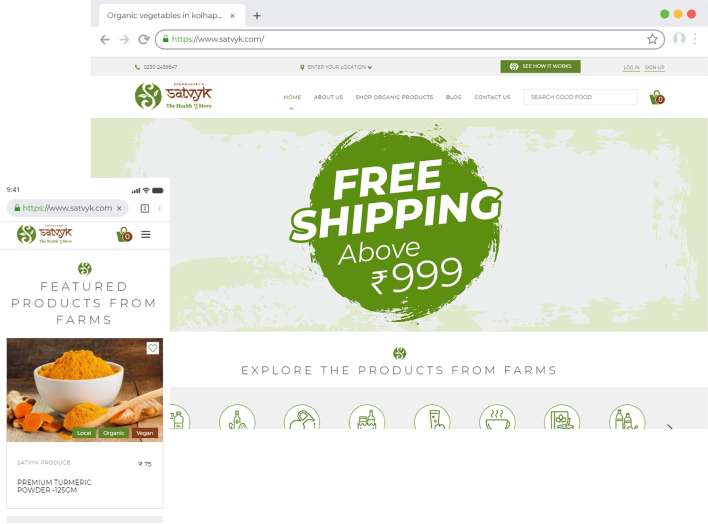 Organic vegetables in kolhap... × +
https://www.satvyk.com/
0230-2439847
ENTER YOUR LOCATION
SEE HOW IT WORKS
LOG IN SIGN UP
satvyk
The Health Store
HOME ABOUT US SHOP ORGANIC PRODUCTS BLOG CONTACT US
SEARCH GOOD FOOD
0
FREE
SHIPPING
Above
₹999
EXPLORE THE PRODUCTS FROM FARMS
9:41
https://www.satvyk.com ×
satvyk
The Health Store
0
FEATURED
PRODUCTS FROM
FARMS
Local Organic Vegan
SATVYK PRODUCE ₹ 75
PREMIUM TURMERIC
POWDER -125GM